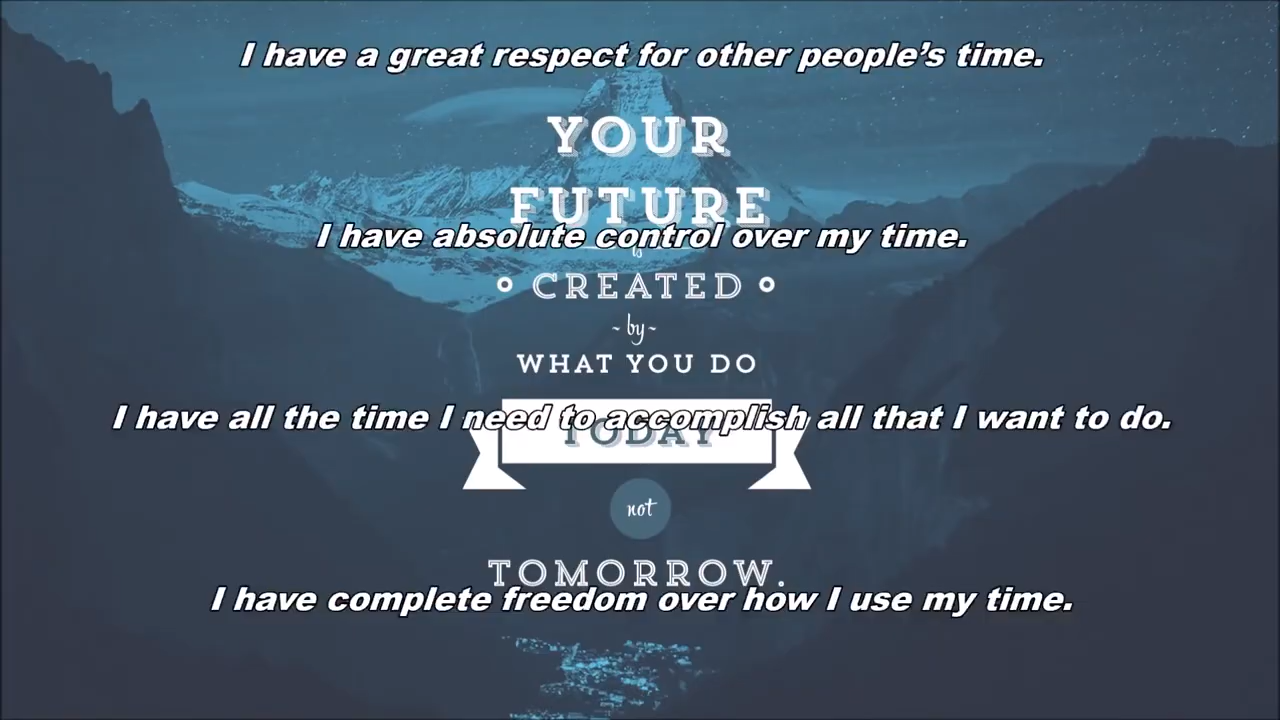 I have a great respect for other people’s time.
YOUR
FUTURE
I have absolute control over my time.
is
CREATED
~by~
WHAT YOU DO
I have all the time I need to accomplish all that I want to do.
TODAY
not
TOMORROW.
I have complete freedom over how I use my time.